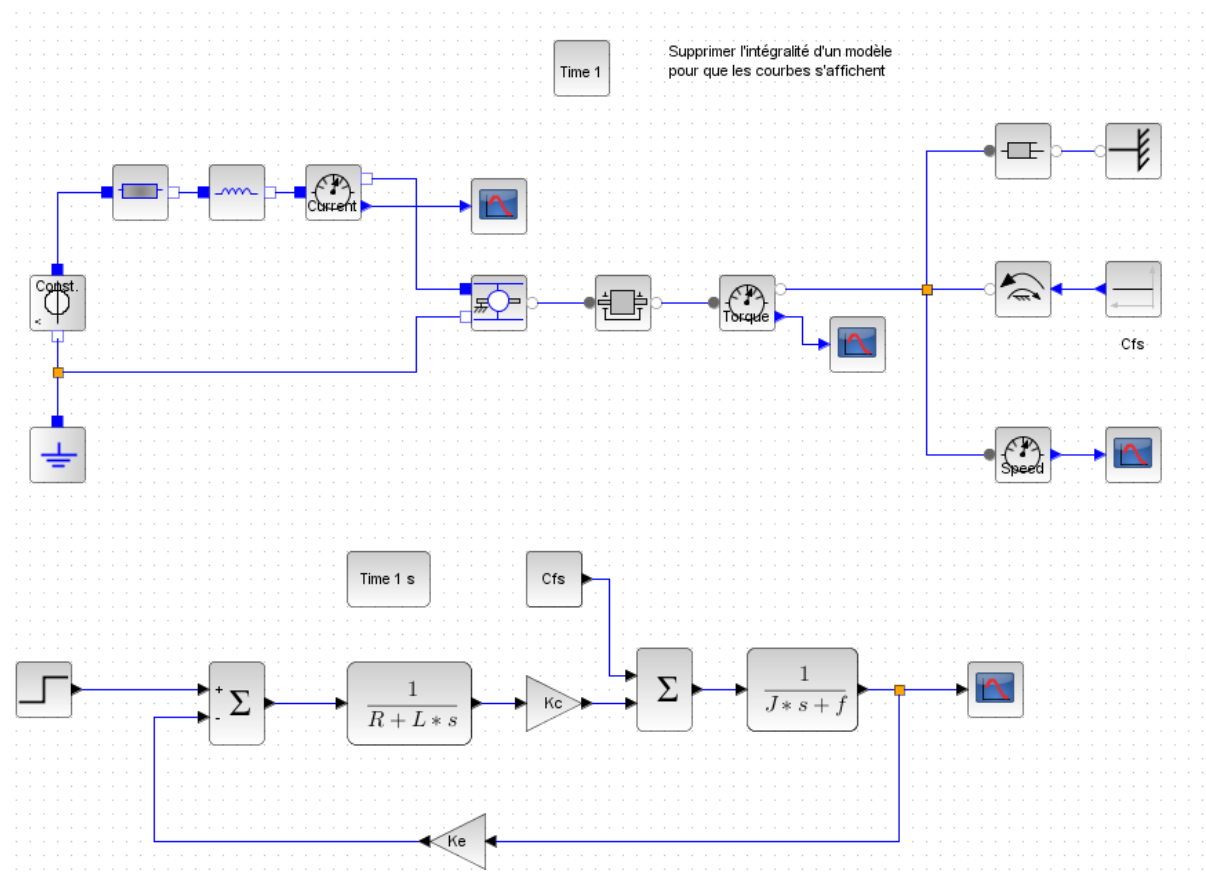 Supprimer l'intégralité d'un modèle
pour que les courbes s'affichent
Time 1
Current
Const.
<
Torque
Cfs
Speed
Time 1 s
Cfs
+
-
Σ
1
R + L * s
Kc
Σ
1
J * s + f
Ke